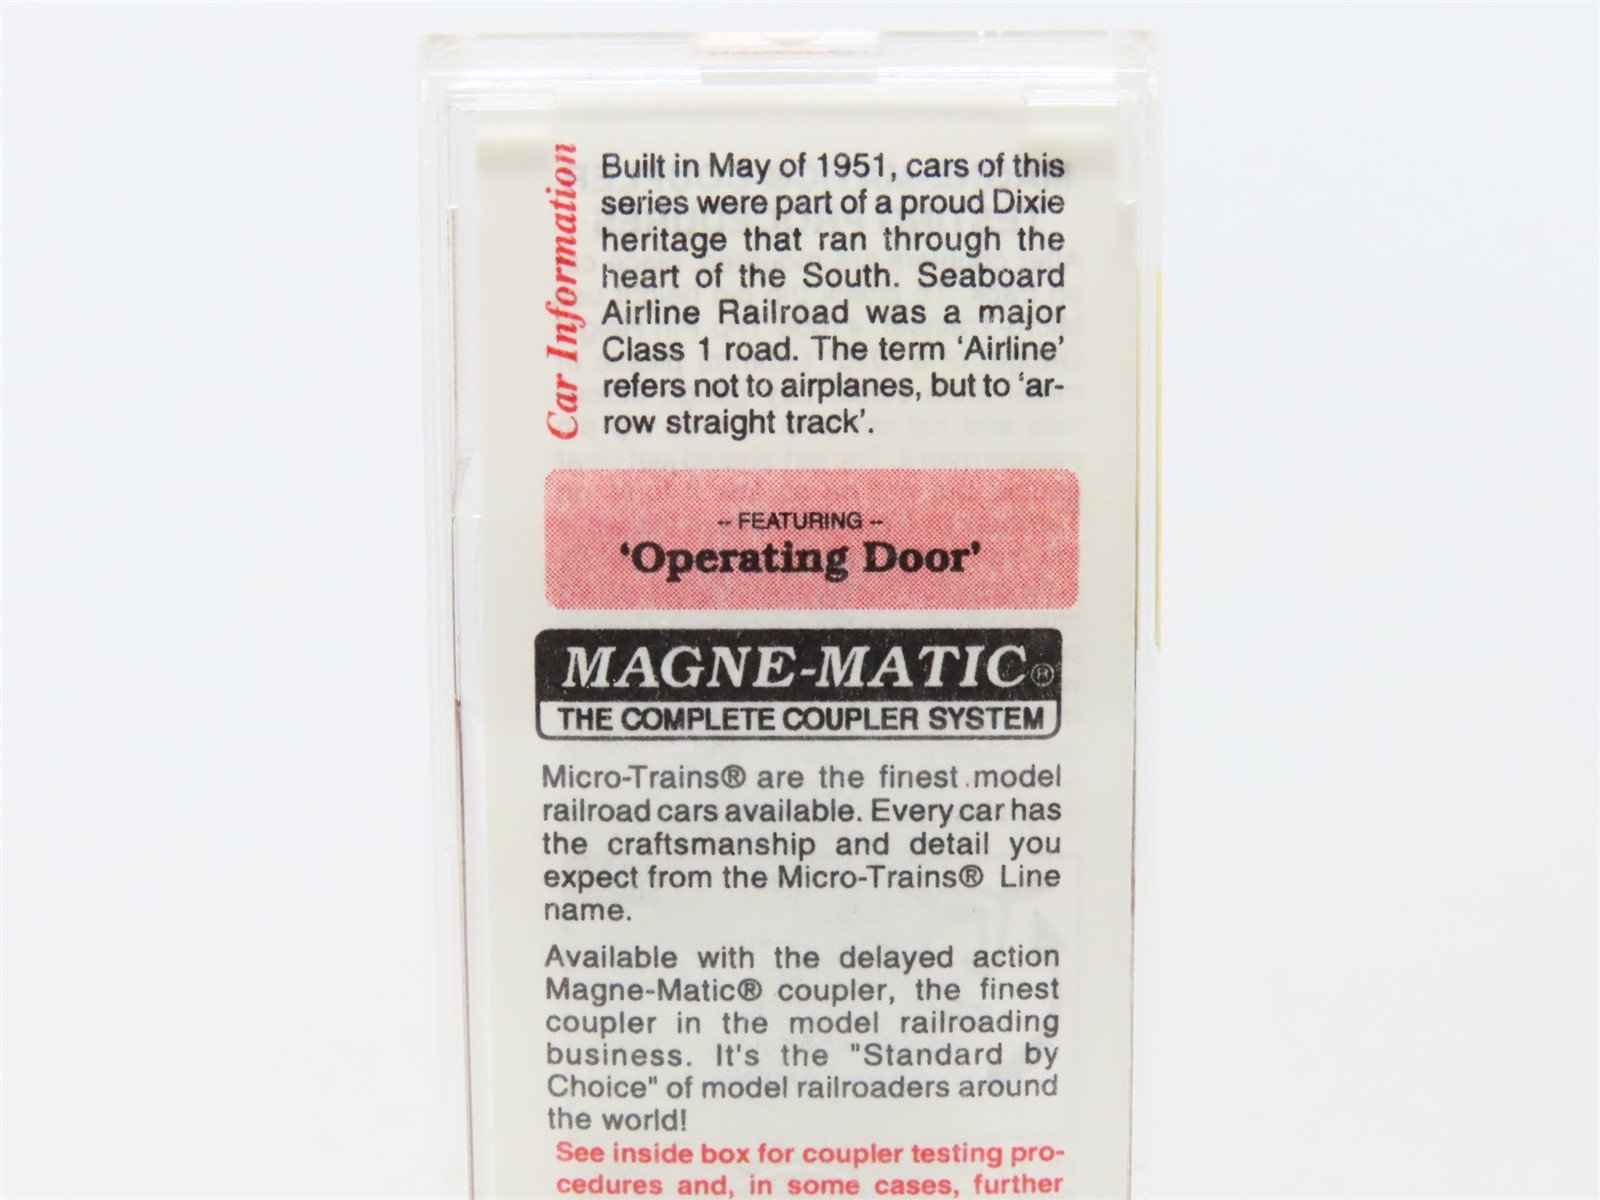 Car Information
Built in May of 1951, cars of this
series were part of a proud Dixie
heritage that ran through the
heart of the South. Seaboard
Airline Railroad was a major
Class 1 road. The term ‘Airline’
refers not to airplanes, but to ‘ar-
row straight track’.
-- FEATURING --
‘Operating Door’
MAGNE-MATIC®
THE COMPLETE COUPLER SYSTEM
Micro-Trains® are the finest model
railroad cars available. Every car has
the craftsmanship and detail you
expect from the Micro-Trains® Line
name.
Available with the delayed action
Magne-Matic® coupler, the finest
coupler in the model railroading
business. It's the "Standard by
Choice" of model railroaders around
the world!
See inside box for coupler testing pro-
cedures and, in some cases, further